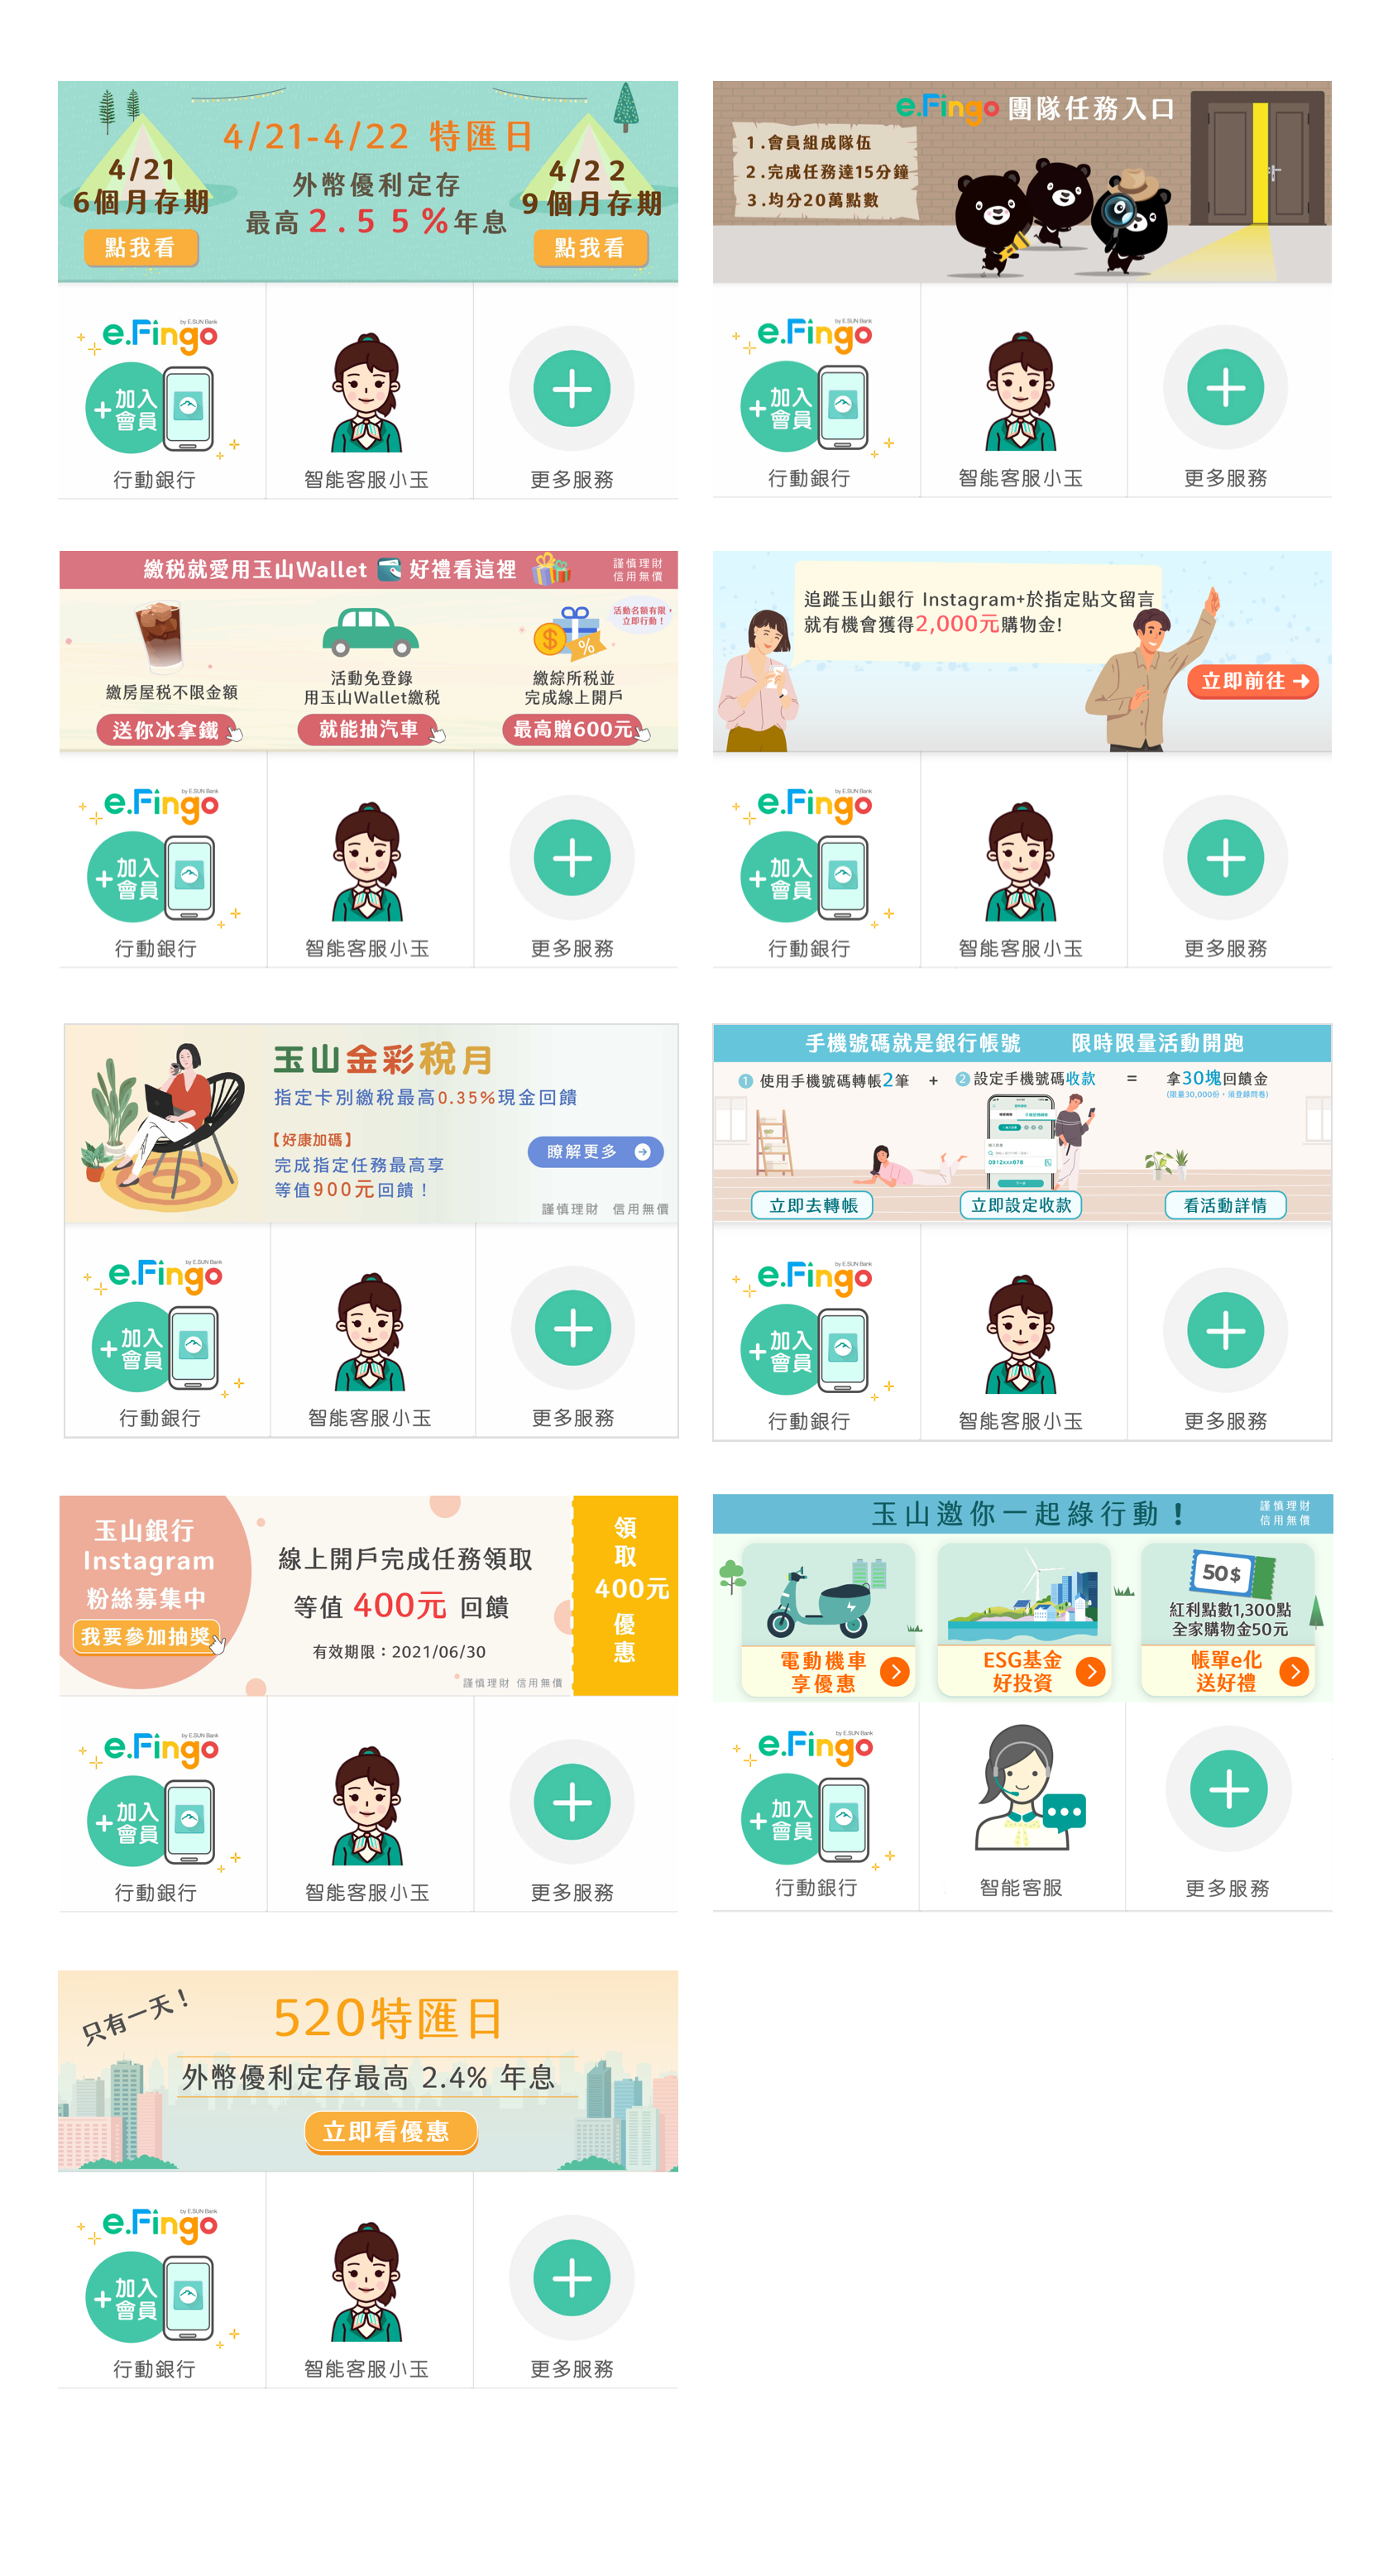 4/21-4/22 特匯日
4/21
6個月存期
點我看
外幣優利定存
最高2.55%年息
4/22
9個月存期
點我看
e.Fingo by E.SUN Bank
+加入會員
行動銀行
智能客服小玉
更多服務
e.Fingo 團隊任務入口
1.會員組成隊伍
2.完成任務達15分鐘
3.均分20萬點數
e.Fingo by E.SUN Bank
+加入會員
行動銀行
智能客服小玉
更多服務
繳税就愛用玉山Wallet 好禮看這裡
謹慎理財
信用無價
活動名額有限，
立即行動！
繳房屋税不限金額
送你冰拿鐵
活動免登錄
用玉山Wallet繳税
就能抽汽車
繳綜所税並
完成線上開戶
最高贈600元
e.Fingo by E.SUN Bank
+加入會員
行動銀行
智能客服小玉
更多服務
追蹤玉山銀行 Instagram+於指定貼文留言
就有機會獲得2,000元購物金!
立即前往
e.Fingo by E.SUN Bank
+加入會員
行動銀行
智能客服小玉
更多服務
玉山金彩稅月
指定卡別繳稅最高0.35%現金回饋
【好康加碼】
完成指定任務最高享
等值900元回饋！
瞭解更多
謹慎理財 信用無價
e.Fingo by E.SUN Bank
+加入會員
行動銀行
智能客服小玉
更多服務
手機號碼就是銀行帳號 限時限量活動開跑
1 使用手機號碼轉帳2筆 + 2 設定手機號碼收款 = 拿30塊回饋金
(限量30,000份，須登錄問卷)
0912xxx678
立即去轉帳
立即設定收款
看活動詳情
e.Fingo by E.SUN Bank
+加入會員
行動銀行
智能客服小玉
更多服務
玉山銀行
Instagram
粉絲募集中
我要參加抽獎
線上開戶完成任務領取
等值 400元 回饋
有效期限：2021/06/30
謹慎理財 信用無價
領取400元優惠
e.Fingo by E.SUN Bank
+加入會員
行動銀行
智能客服小玉
更多服務
玉山邀你一起綠行動！
謹慎理財
信用無價
電動機車
享優惠
ESG基金
好投資
50$
紅利點數1,300點
全家購物金50元
帳單e化
送好禮
e.Fingo by E.SUN Bank
+加入會員
行動銀行
智能客服
更多服務
只有一天！
520特匯日
外幣優利定存最高 2.4% 年息
立即看優惠
e.Fingo by E.SUN Bank
+加入會員
行動銀行
智能客服小玉
更多服務